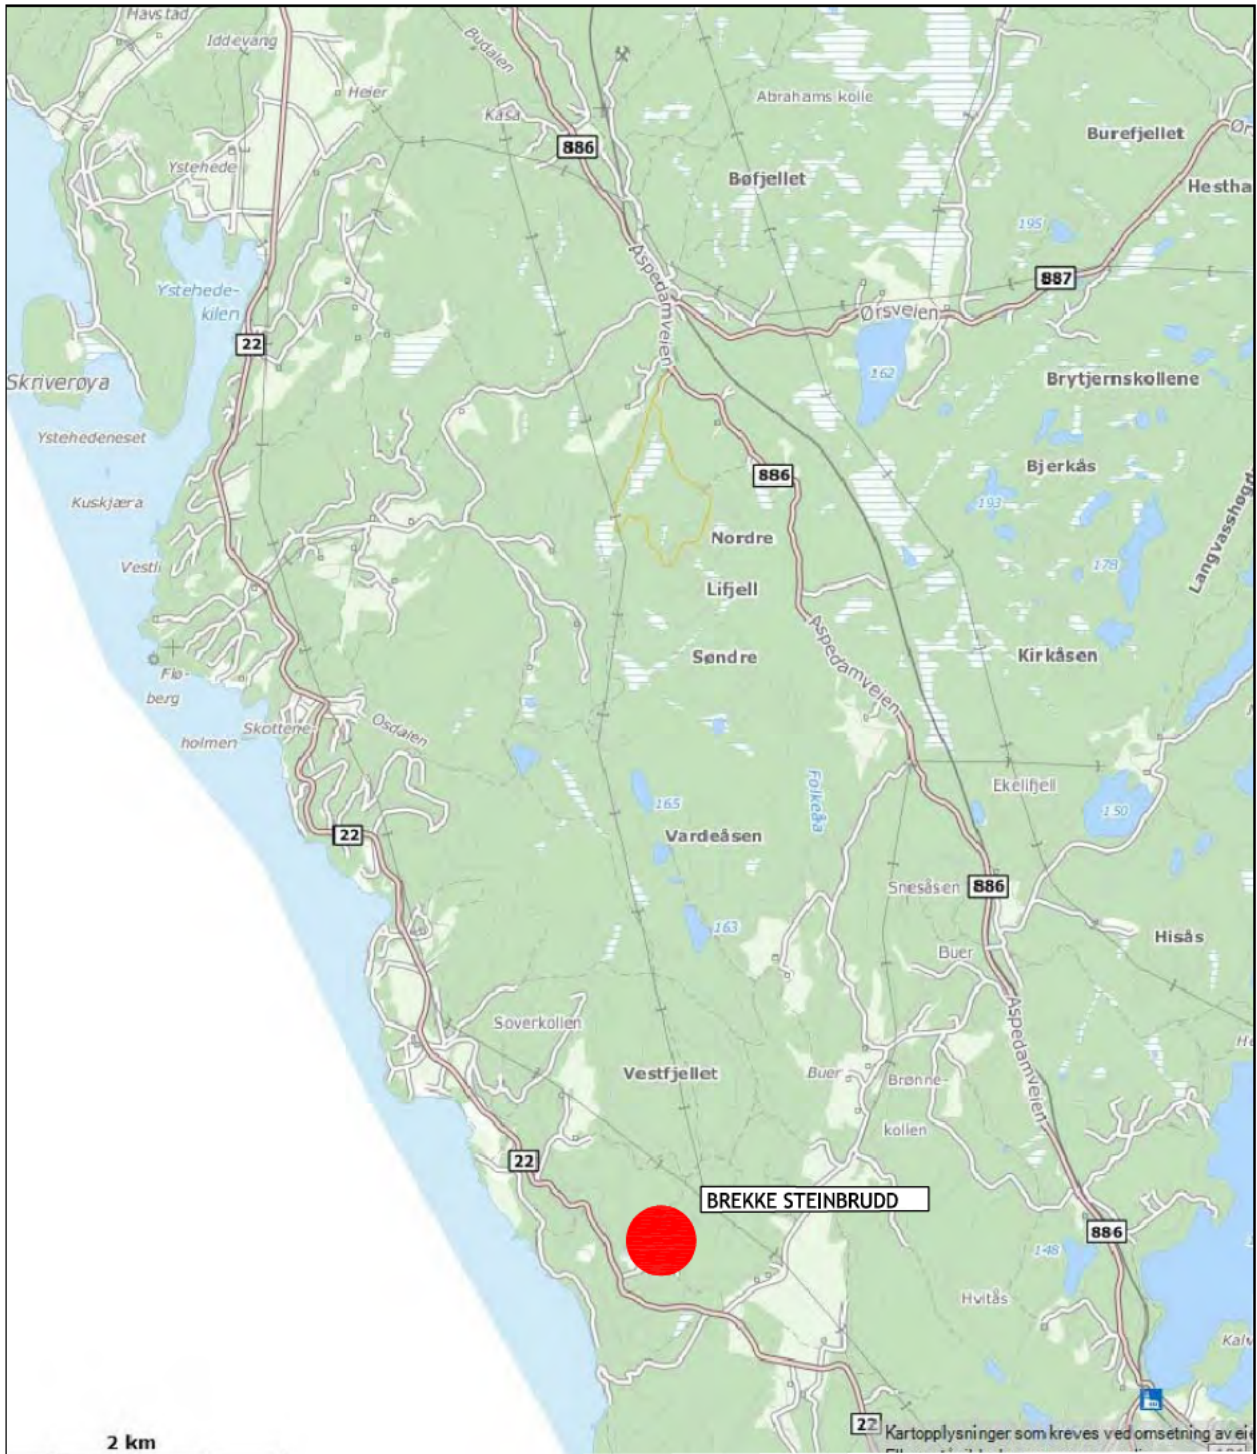 Havstad
Iddevang
Budalen
Heier
Kåsa
Abrahams kolle
886
Burefjellet
Ystehede
Bøfjellet
Hestha
195
Aspedamveien
887
Ystehede-
kilen
Ørsveien
22
162
Skriverøya
Brytjernskollene
Ystehedeneset
Bjerkås
886
Kuskjæra
193
Nordre
Vestli
178
Lifjell
Langvasshøgd
Søndre
Aspedamveien
Kirkåsen
Flø-
berg
Skottene-
holmen
Osdalen
Folkeåa
Ekelifjell
165
150
22
Vardeåsen
Snesåsen
886
163
Hisås
Buer
Aspedamveien
Soverkollen
Vestfjellet
Buer
Brønne-
kollen
22
BREKKE STEINBRUDD
886
148
Hvitås
Kalv
22
Kartopplysninger som kreves ved omsetning av ei
2 km